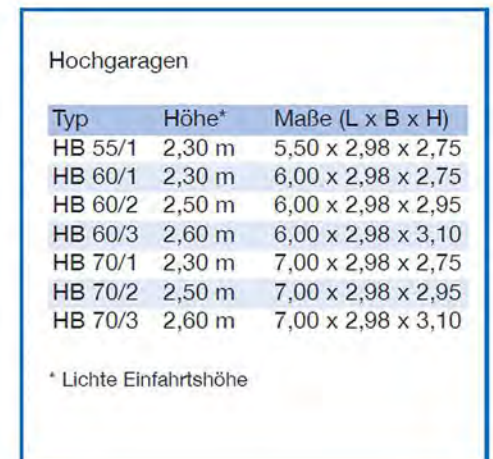 Hochgaragen
Typ Höhe* Maße (L x B x H)
HB 55/1 2,30 m 5,50 x 2,98 x 2,75
HB 60/1 2,30 m 6,00 x 2,98 x 2,75
HB 60/2 2,50 m 6,00 x 2,98 x 2,95
HB 60/3 2,60 m 6,00 x 2,98 x 3,10
HB 70/1 2,30 m 7,00 x 2,98 x 2,75
HB 70/2 2,50 m 7,00 x 2,98 x 2,95
HB 70/3 2,60 m 7,00 x 2,98 x 3,10
* Lichte Einfahrtshöhe